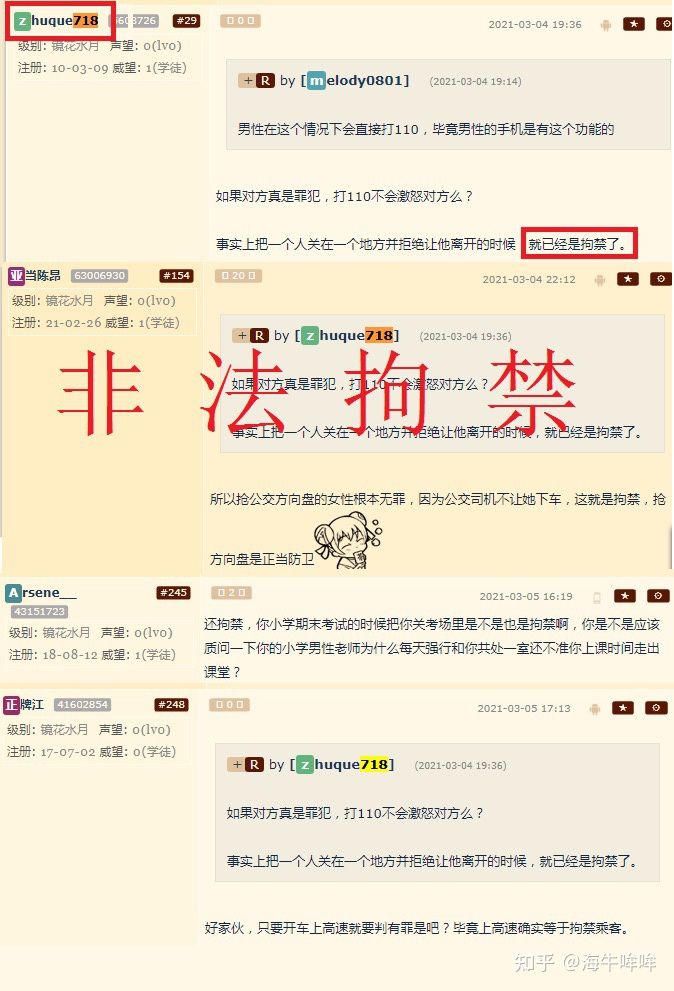 zhuque718 6608726 #29 0 2021-03-04 19:36
级别: 镜花水月 声望: 0(lv0)
注册: 10-03-09 威望: 1(学徒)
+ R by [melody0801] (2021-03-04 19:14)
男性在这个情况下会直接打110，毕竟男性的手机是有这个功能的
如果对方真是罪犯，打110不会激怒对方么？
事实上把一个人关在一个地方并拒绝让他离开的时候，就已经是拘禁了。
亚当陈昂 63006930 #154 20 2021-03-04 22:12
级别: 镜花水月 声望: 0(lv0)
注册: 21-02-26 威望: 1(学徒)
+ R by [zhuque718] (2021-03-04 19:36)
如果对方真是罪犯，打110不会激怒对方么？
非法拘禁
事实上把一个人关在一个地方并拒绝让他离开的时候，就已经是拘禁了。
所以抢公交方向盘的女性根本无罪，因为公交司机不让她下车，这就是拘禁，抢
方向盘是正当防卫
Arsene__ #245 2 2021-03-05 16:19
43151723
级别: 镜花水月 声望: 0(lv0)
注册: 18-08-12 威望: 1(学徒)
还拘禁，你小学期末考试的时候把你关考场里是不是也是拘禁啊，你是不是应该
质问一下你的小学男性老师为什么每天强行和你共处一室还不准你上课时间走出
课堂？
正牌江 41602854 #248 0 2021-03-05 17:13
级别: 镜花水月 声望: 0(lv0)
注册: 17-07-02 威望: 1(学徒)
+ R by [zhuque718] (2021-03-04 19:36)
如果对方真是罪犯，打110不会激怒对方么？
事实上把一个人关在一个地方并拒绝让他离开的时候，就已经是拘禁了。
好家伙，只要开车上高速就要判有罪是吧？毕竟上高速确实等于拘禁乘客。
知乎 @海牛哞哞